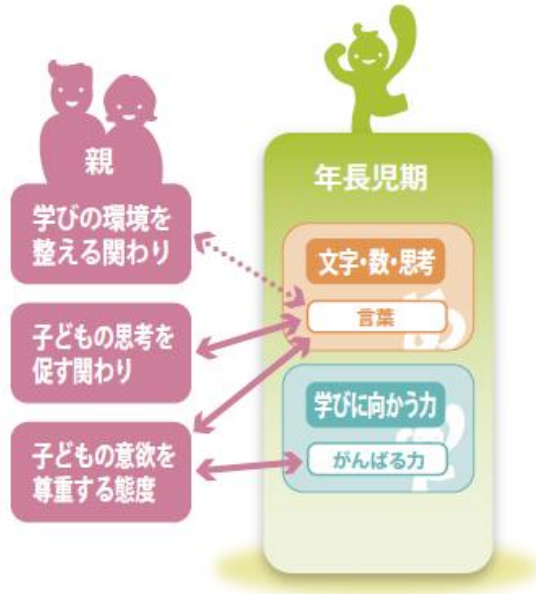 親
学びの環境を
整える関わり
子どもの思考を
促す関わり
子どもの意欲を
尊重する態度
年長児期
文字・数・思考
言葉
学びに向かう力
がんばる力